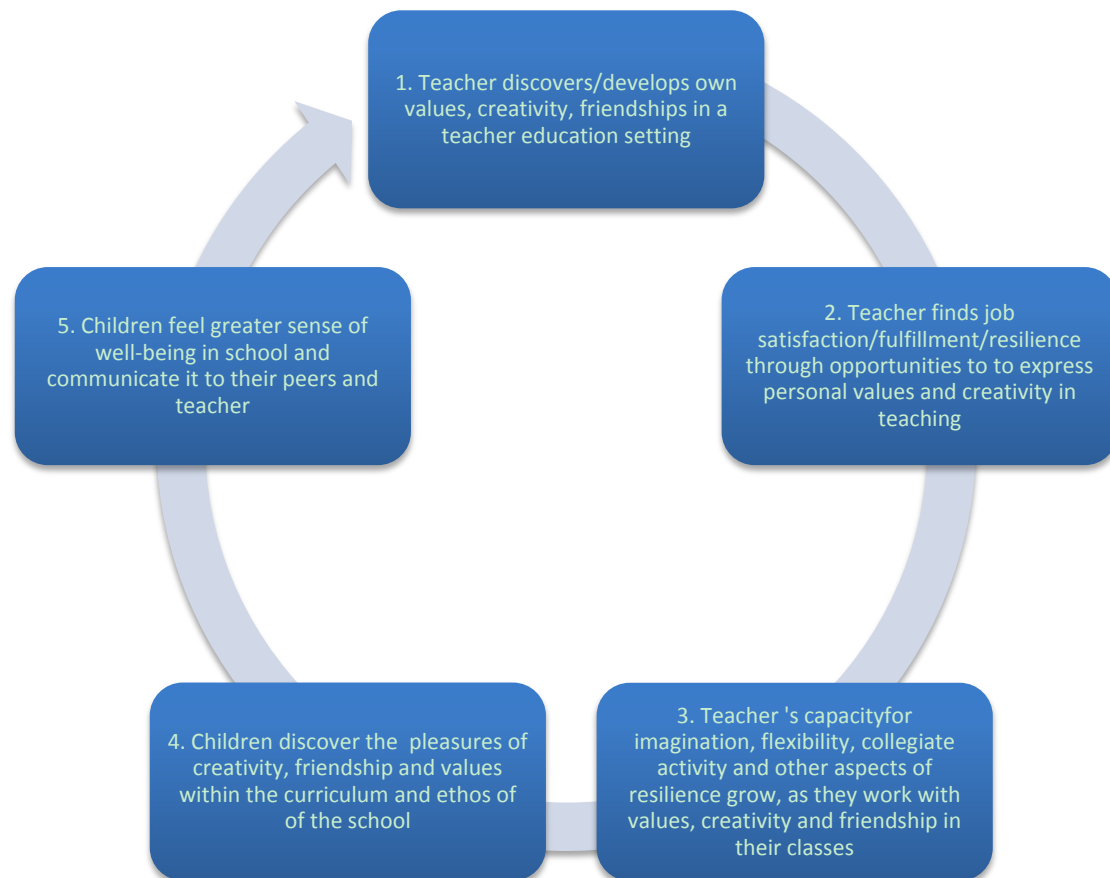 1. Teacher discovers/develops own
values, creativity, friendships in a
teacher education setting
2. Teacher finds job
satisfaction/fulfillment/resilience
through opportunities to to express
personal values and creativity in
teaching
3. Teacher 's capacityfor
imagination, flexibility, collegiate
activity and other aspects of
resilience grow, as they work with
values, creativity and friendship in
their classes
4. Children discover the  pleasures of
creativity, friendship and values
within the curriculum and ethos of
of the school
5. Children feel greater sense of
well-being in school and
communicate it to their peers and
teacher